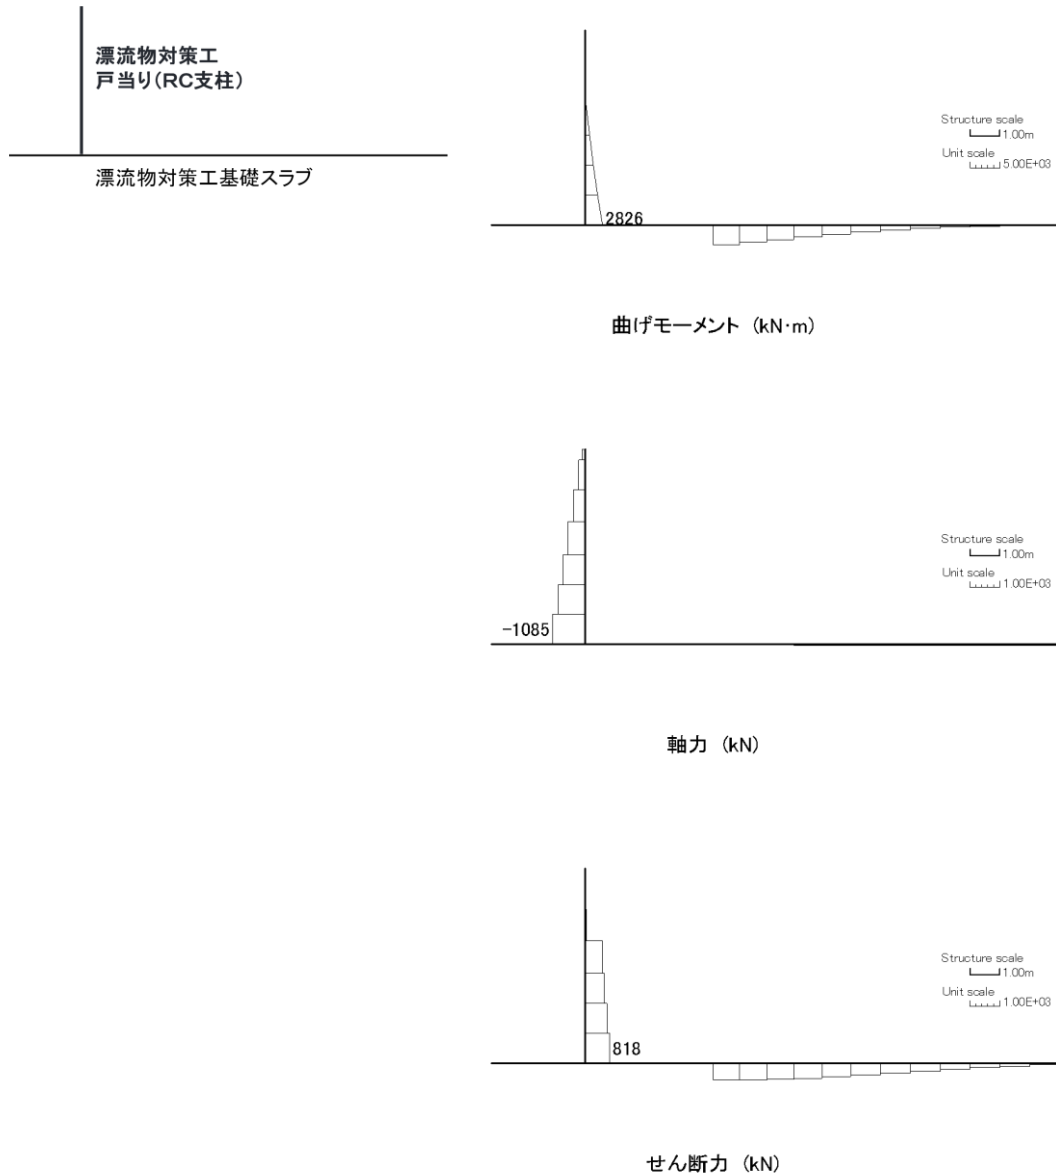 漂流物対策工
戸当り(RC支柱)
漂流物対策工基礎スラブ
Structure scale
1.00m
Unit scale
5.00E+03
2826
曲げモーメント (kN·m)
Structure scale
1.00m
Unit scale
1.00E+03
-1085
軸力 (kN)
Structure scale
1.00m
Unit scale
1.00E+03
818
せん断力 (kN)